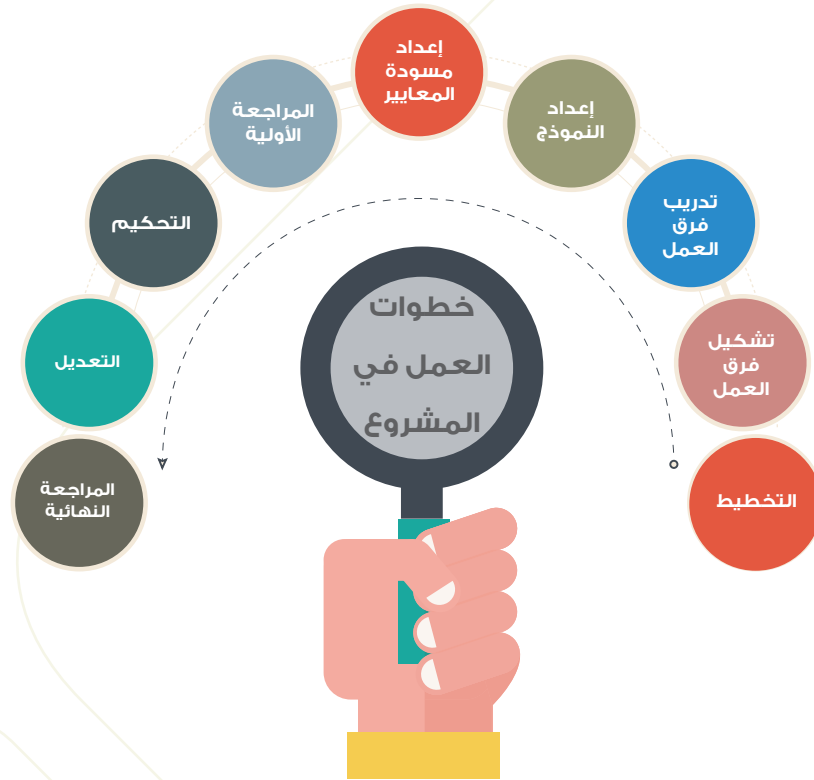 خطوات
العمل في
المشروع
التخطيط
تشكيل
فرق
العمل
تدريب
فرق
العمل
إعداد
النموذج
إعداد
مسودة
المعايير
المراجعة
الأولية
التحكيم
التعديل
المراجعة
النهائية